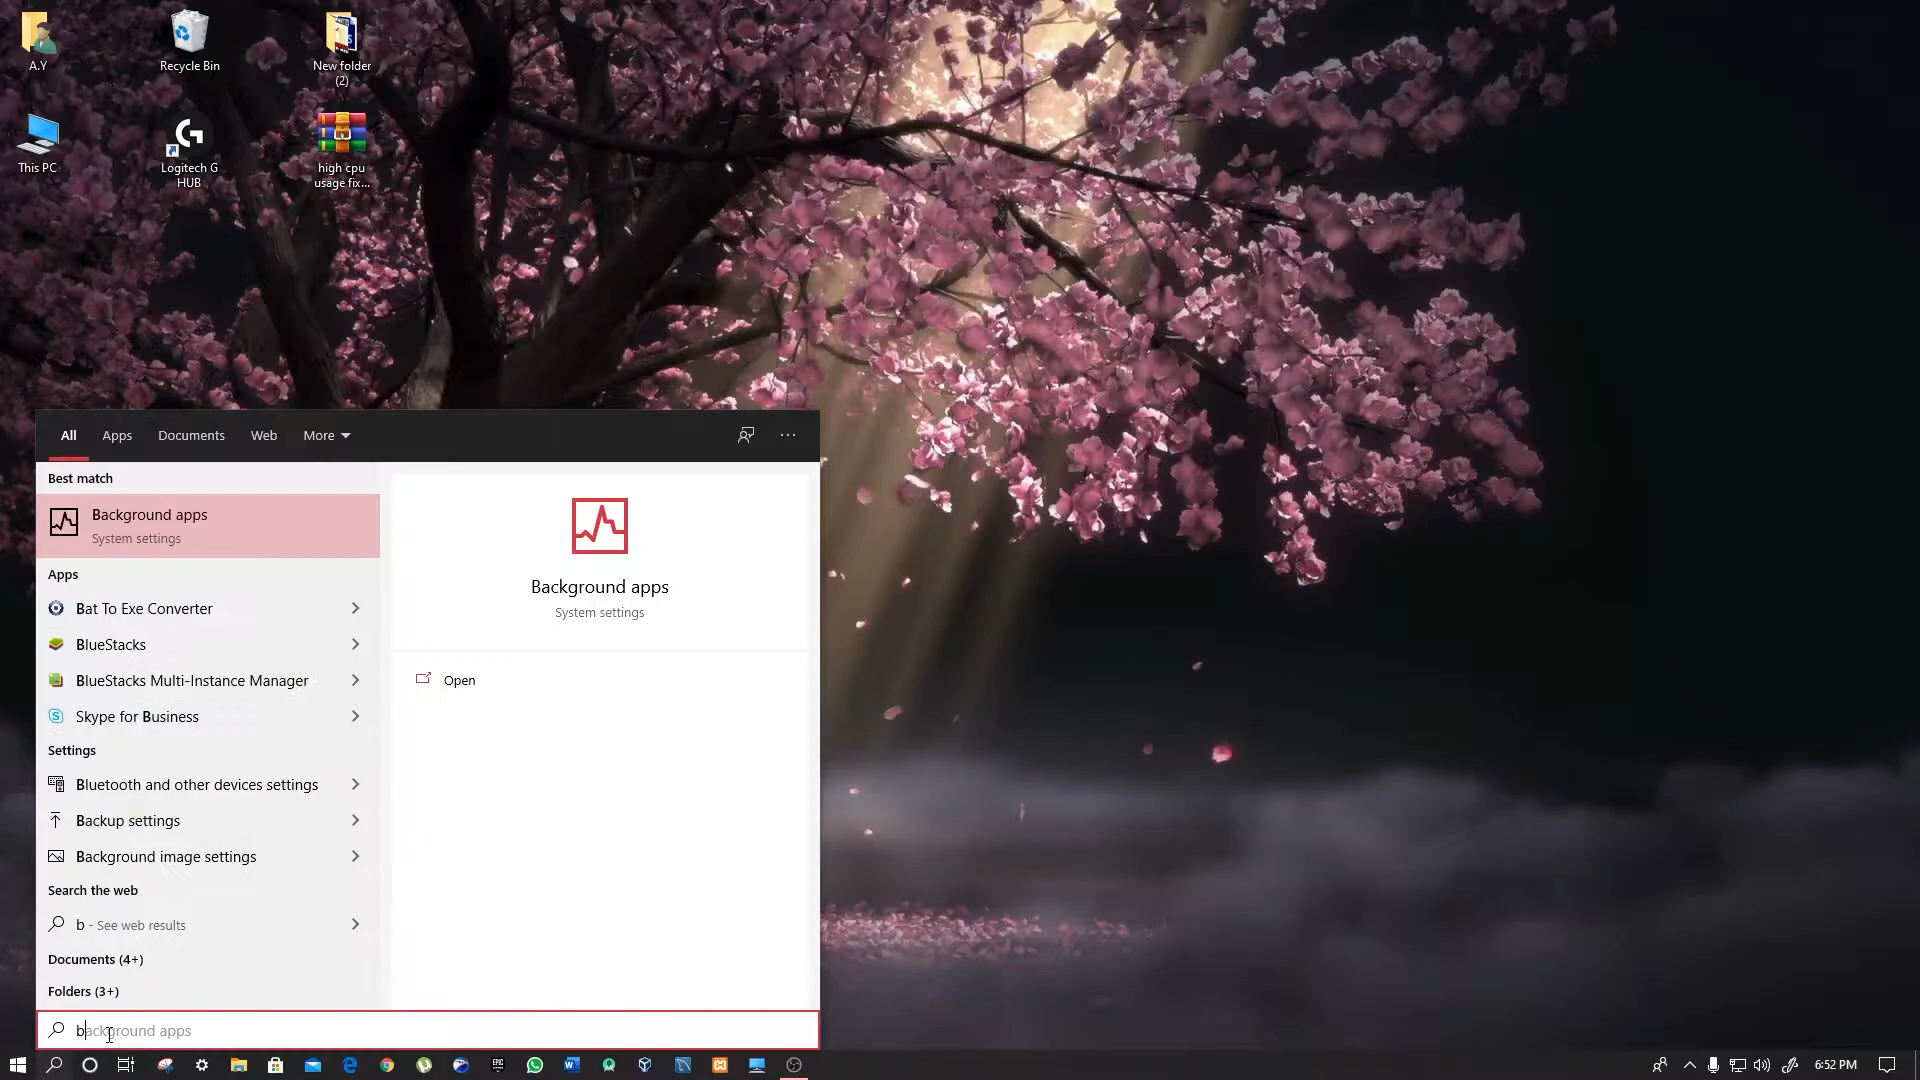 A.Y
Recycle Bin
New folder
(2)
This PC
Logitech G
HUB
high cpu
usage fix...
All
Apps
Documents
Web
More
Best match
Background apps
System settings
Apps
Bat To Exe Converter
BlueStacks
BlueStacks Multi-Instance Manager
Skype for Business
Settings
Bluetooth and other devices settings
Backup settings
Background image settings
Search the web
b - See web results
Documents (4+)
Folders (3+)
Background apps
System settings
Open
background apps
EPIC
6:52 PM